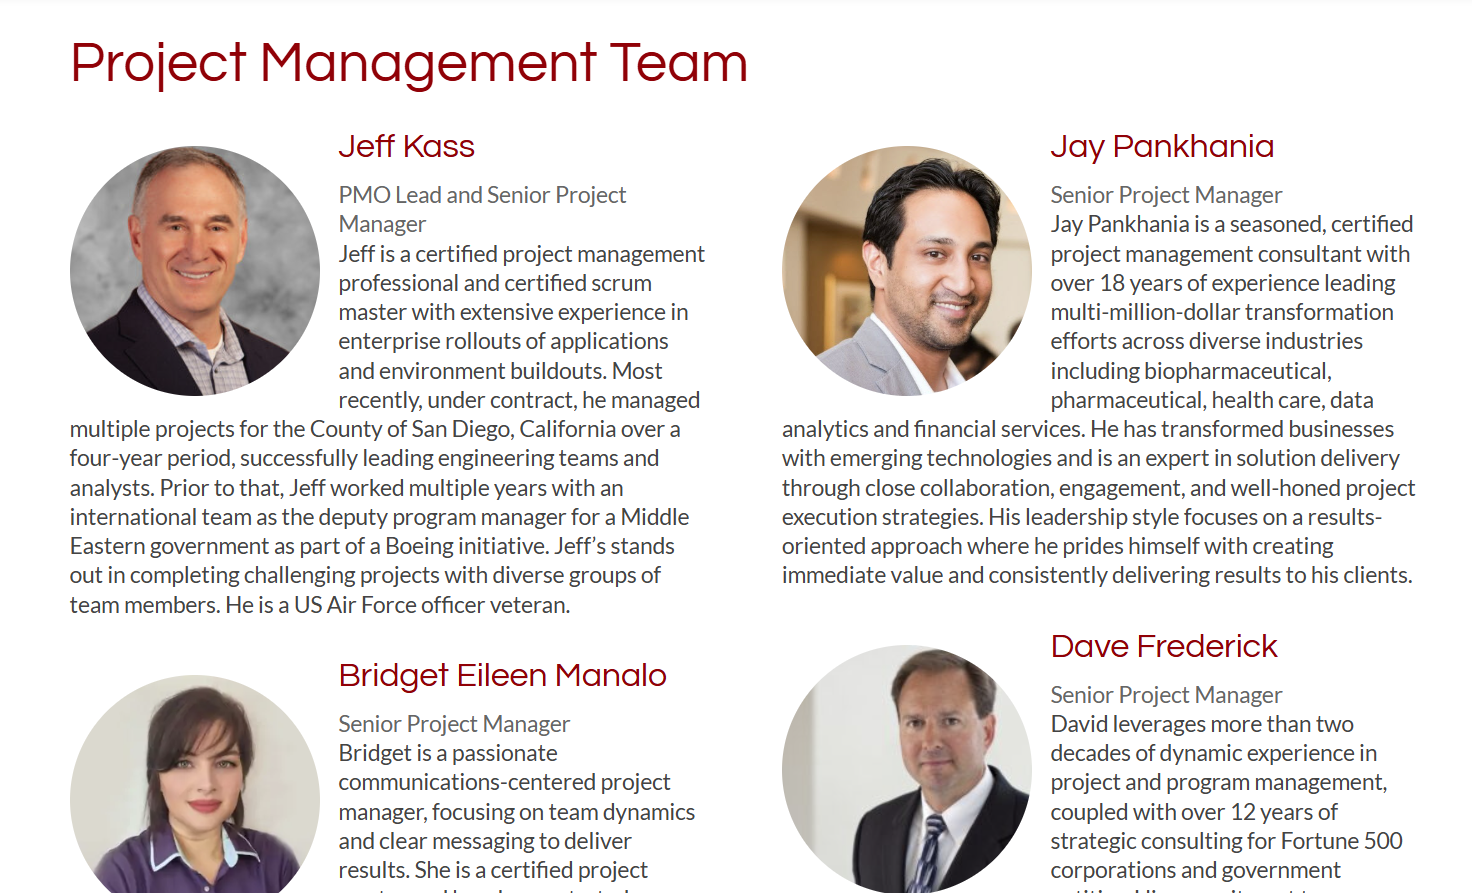 Project Management Team
Jeff Kass
PMO Lead and Senior Project
Manager
Jeff is a certified project management
professional and certified scrum
master with extensive experience in
enterprise rollouts of applications
and environment buildouts. Most
recently, under contract, he managed
multiple projects for the County of San Diego, California over a
four-year period, successfully leading engineering teams and
analysts. Prior to that, Jeff worked multiple years with an
international team as the deputy program manager for a Middle
Eastern government as part of a Boeing initiative. Jeff’s stands
out in completing challenging projects with diverse groups of
team members. He is a US Air Force officer veteran.
Jay Pankhania
Senior Project Manager
Jay Pankhania is a seasoned, certified
project management consultant with
over 18 years of experience leading
multi-million-dollar transformation
efforts across diverse industries
including biopharmaceutical,
pharmaceutical, health care, data
analytics and financial services. He has transformed businesses
with emerging technologies and is an expert in solution delivery
through close collaboration, engagement, and well-honed project
execution strategies. His leadership style focuses on a results-
oriented approach where he prides himself with creating
immediate value and consistently delivering results to his clients.
Bridget Eileen Manalo
Senior Project Manager
Bridget is a passionate
communications-centered project
manager, focusing on team dynamics
and clear messaging to deliver
results. She is a certified project
Dave Frederick
Senior Project Manager
David leverages more than two
decades of dynamic experience in
project and program management,
coupled with over 12 years of
strategic consulting for Fortune 500
corporations and government